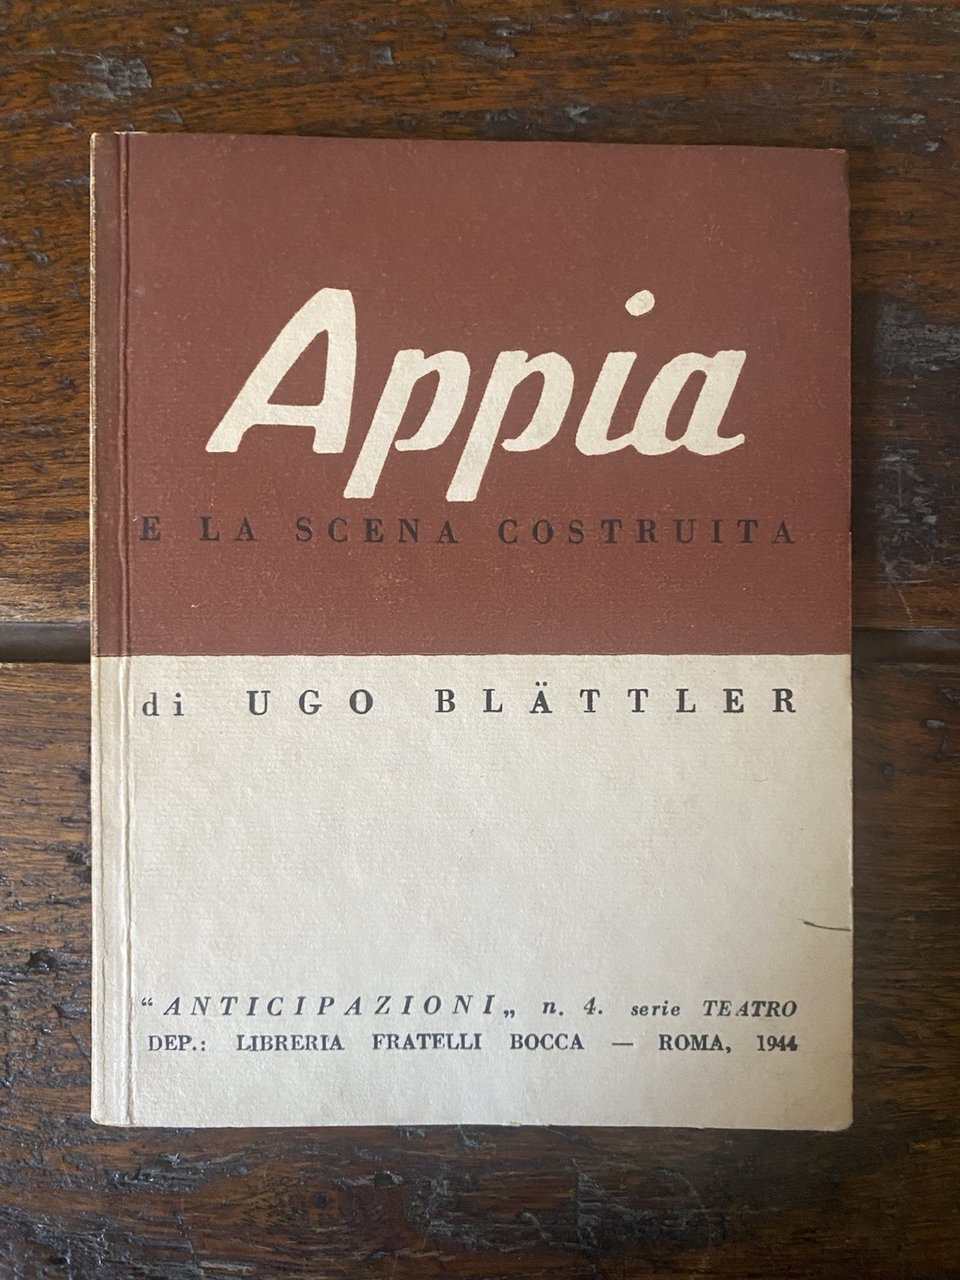 Appia
E LA SCENA COSTRUITA
di UGO BLÄTTLER
“ANTICIPAZIONI„ n. 4. serie TEATRO
DEP.: LIBRERIA FRATELLI BOCCA — ROMA, 1944